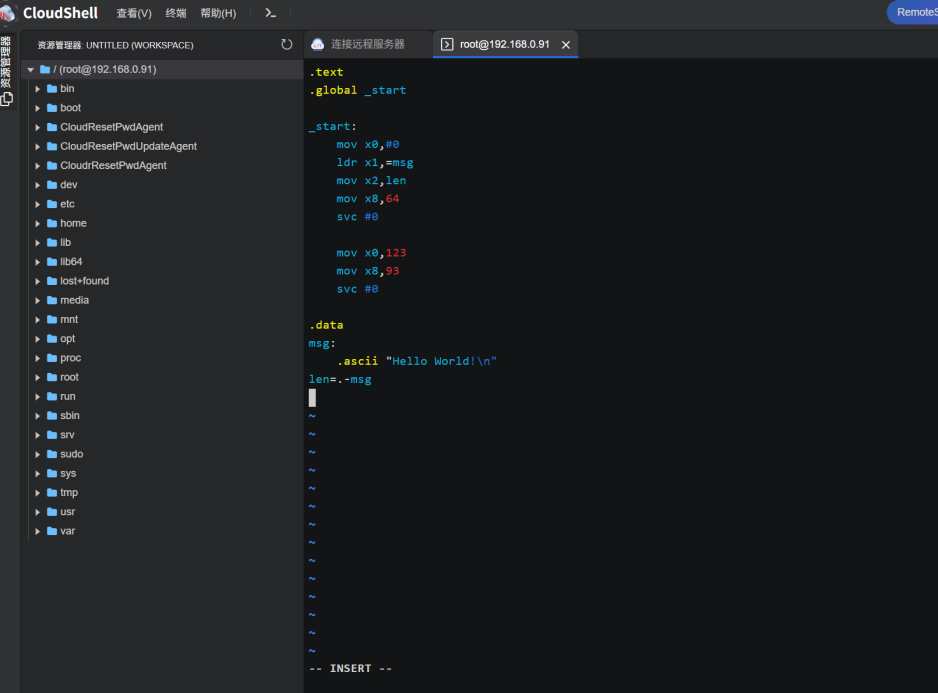 CloudShell 查看(V) 终端 帮助(H)
资源管理器
资源管理器: UNTITLED (WORKSPACE)
/ (root@192.168.0.91)
bin
boot
CloudResetPwdAgent
CloudResetPwdUpdateAgent
CloudrResetPwdAgent
dev
etc
home
lib
lib64
lost+found
media
mnt
opt
proc
root
run
sbin
srv
sudo
sys
tmp
usr
var
连接远程服务器 root@192.168.0.91
.text
.global _start
_start:
mov x0,#0
ldr x1,=msg
mov x2,len
mov x8,64
svc #0
mov x0,123
mov x8,93
svc #0
.data
msg:
.ascii "Hello World!\n"
len=.-msg
~
~
~
~
~
~
~
~
~
~
~
~
~
~
-- INSERT --